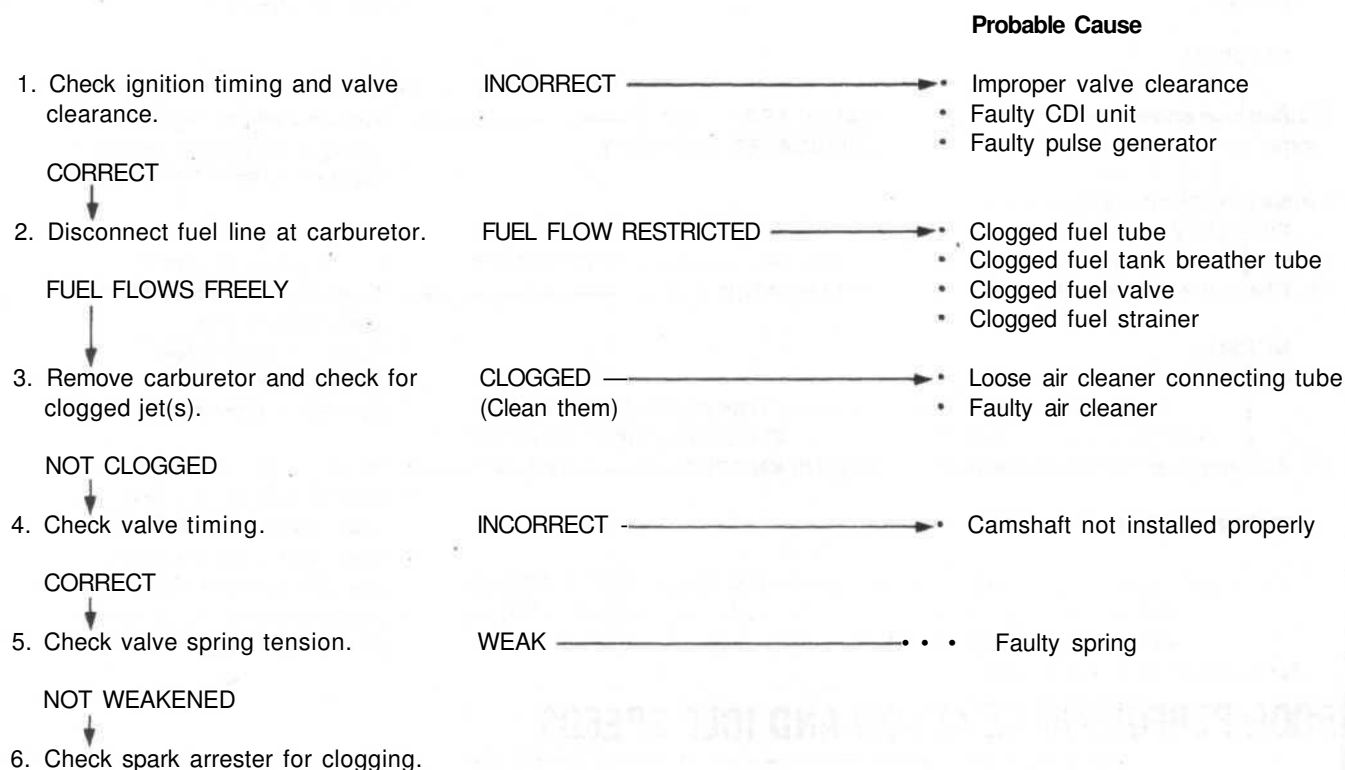 Probable Cause
1. Check ignition timing and valve clearance.
INCORRECT
• Improper valve clearance
• Faulty CDI unit
• Faulty pulse generator
CORRECT
2. Disconnect fuel line at carburetor.
FUEL FLOW RESTRICTED
• Clogged fuel tube
• Clogged fuel tank breather tube
• Clogged fuel valve
• Clogged fuel strainer
FUEL FLOWS FREELY
3. Remove carburetor and check for clogged jet(s).
CLOGGED
(Clean them)
• Loose air cleaner connecting tube
• Faulty air cleaner
NOT CLOGGED
4. Check valve timing.
INCORRECT
• Camshaft not installed properly
CORRECT
5. Check valve spring tension.
WEAK
• • • Faulty spring
NOT WEAKENED
6. Check spark arrester for clogging.